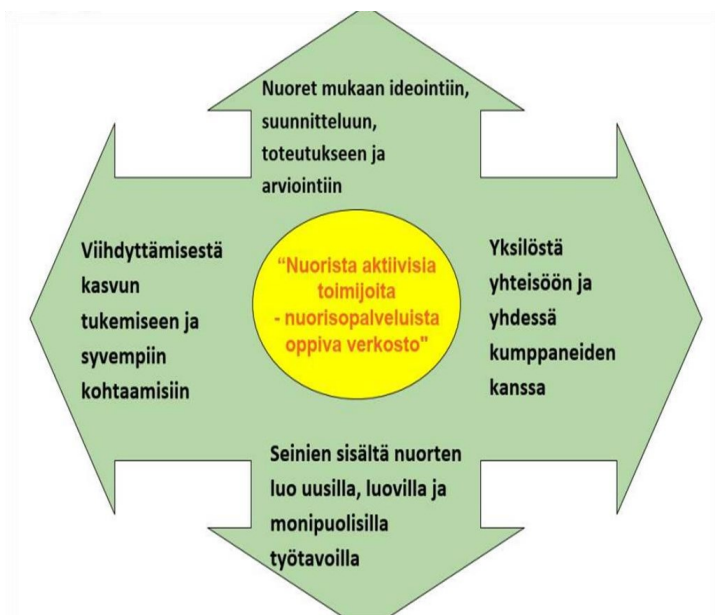 Nuoret mukaan ideointiin,
suunnitteluun,
toteutukseen ja
arviointiin
Viihdyttämisestä
kasvun
tukemiseen ja
syvempiin
kohtaamisiin
“Nuorista aktiivisia
toimijoita
- nuorisopalveluista
oppiva verkosto"
Yksilöstä
yhteisöön ja
yhdessä
kumppaneiden
kanssa
Seinien sisältä nuorten
luo uusilla, luovilla ja
monipuolisilla
työtavoilla